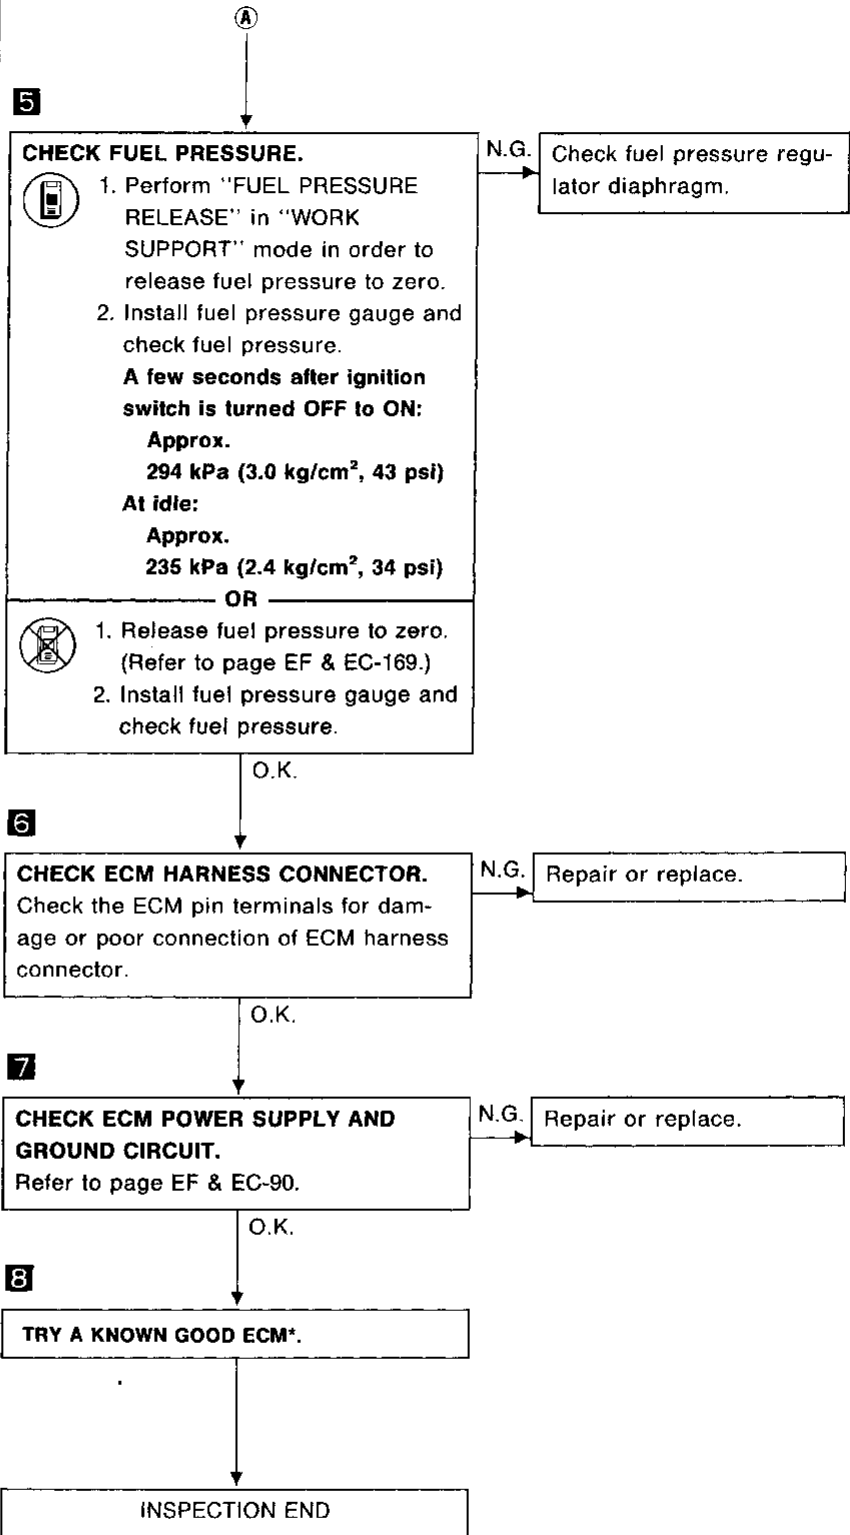 A
5
CHECK FUEL PRESSURE.
1. Perform "FUEL PRESSURE
RELEASE" in "WORK
SUPPORT" mode in order to
release fuel pressure to zero.
2. Install fuel pressure gauge and
check fuel pressure.
A few seconds after ignition
switch is turned OFF to ON:
Approx.
294 kPa (3.0 kg/cm², 43 psi)
At idle:
Approx.
235 kPa (2.4 kg/cm², 34 psi)
OR
1. Release fuel pressure to zero.
(Refer to page EF & EC-169.)
2. Install fuel pressure gauge and
check fuel pressure.
N.G.
Check fuel pressure regu-
lator diaphragm.
O.K.
6
CHECK ECM HARNESS CONNECTOR.
Check the ECM pin terminals for dam-
age or poor connection of ECM harness
connector.
N.G.
Repair or replace.
O.K.
7
CHECK ECM POWER SUPPLY AND
GROUND CIRCUIT.
Refer to page EF & EC-90.
N.G.
Repair or replace.
O.K.
8
TRY A KNOWN GOOD ECM*.
INSPECTION END